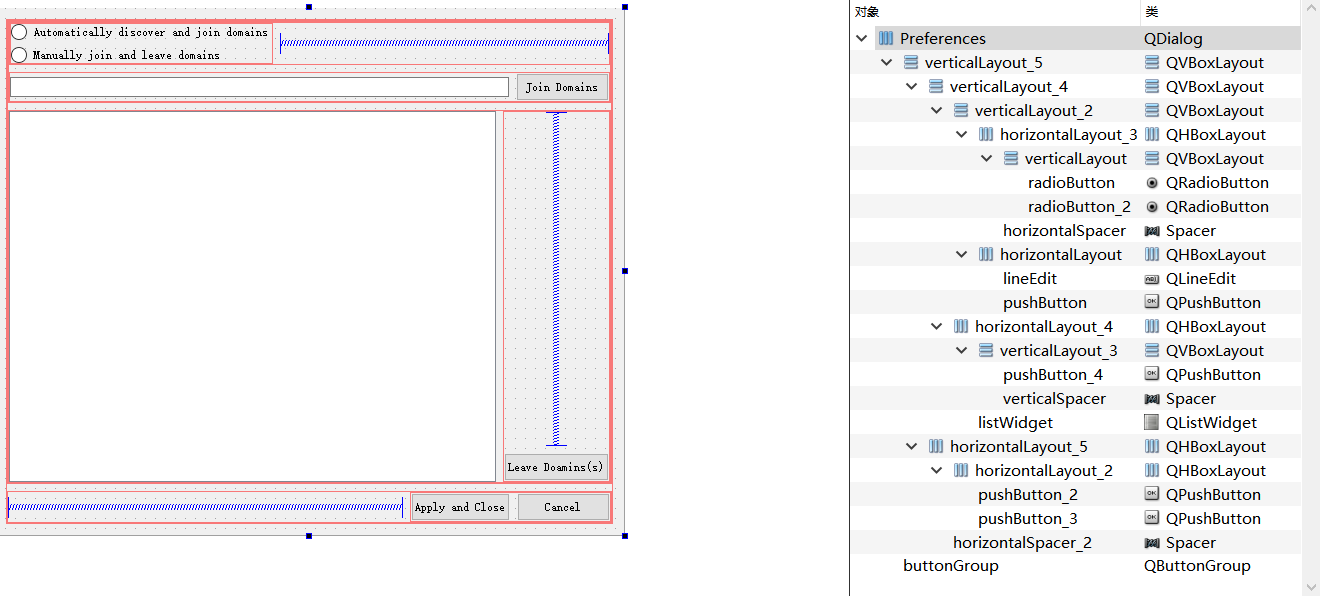 Automatically discover and join domains
Manually join and leave domains
Join Domains
Leave Doamins(s)
Apply and Close
Cancel
对象 类
Preferences QDialog
verticalLayout_5 QVBoxLayout
verticalLayout_4 QVBoxLayout
verticalLayout_2 QVBoxLayout
horizontalLayout_3 QHBoxLayout
verticalLayout QVBoxLayout
radioButton QRadioButton
radioButton_2 QRadioButton
horizontalSpacer Spacer
horizontalLayout QHBoxLayout
lineEdit QLineEdit
pushButton QPushButton
horizontalLayout_4 QHBoxLayout
verticalLayout_3 QVBoxLayout
pushButton_4 QPushButton
verticalSpacer Spacer
listWidget QListWidget
horizontalLayout_5 QHBoxLayout
horizontalLayout_2 QHBoxLayout
pushButton_2 QPushButton
pushButton_3 QPushButton
horizontalSpacer_2 Spacer
buttonGroup QButtonGroup